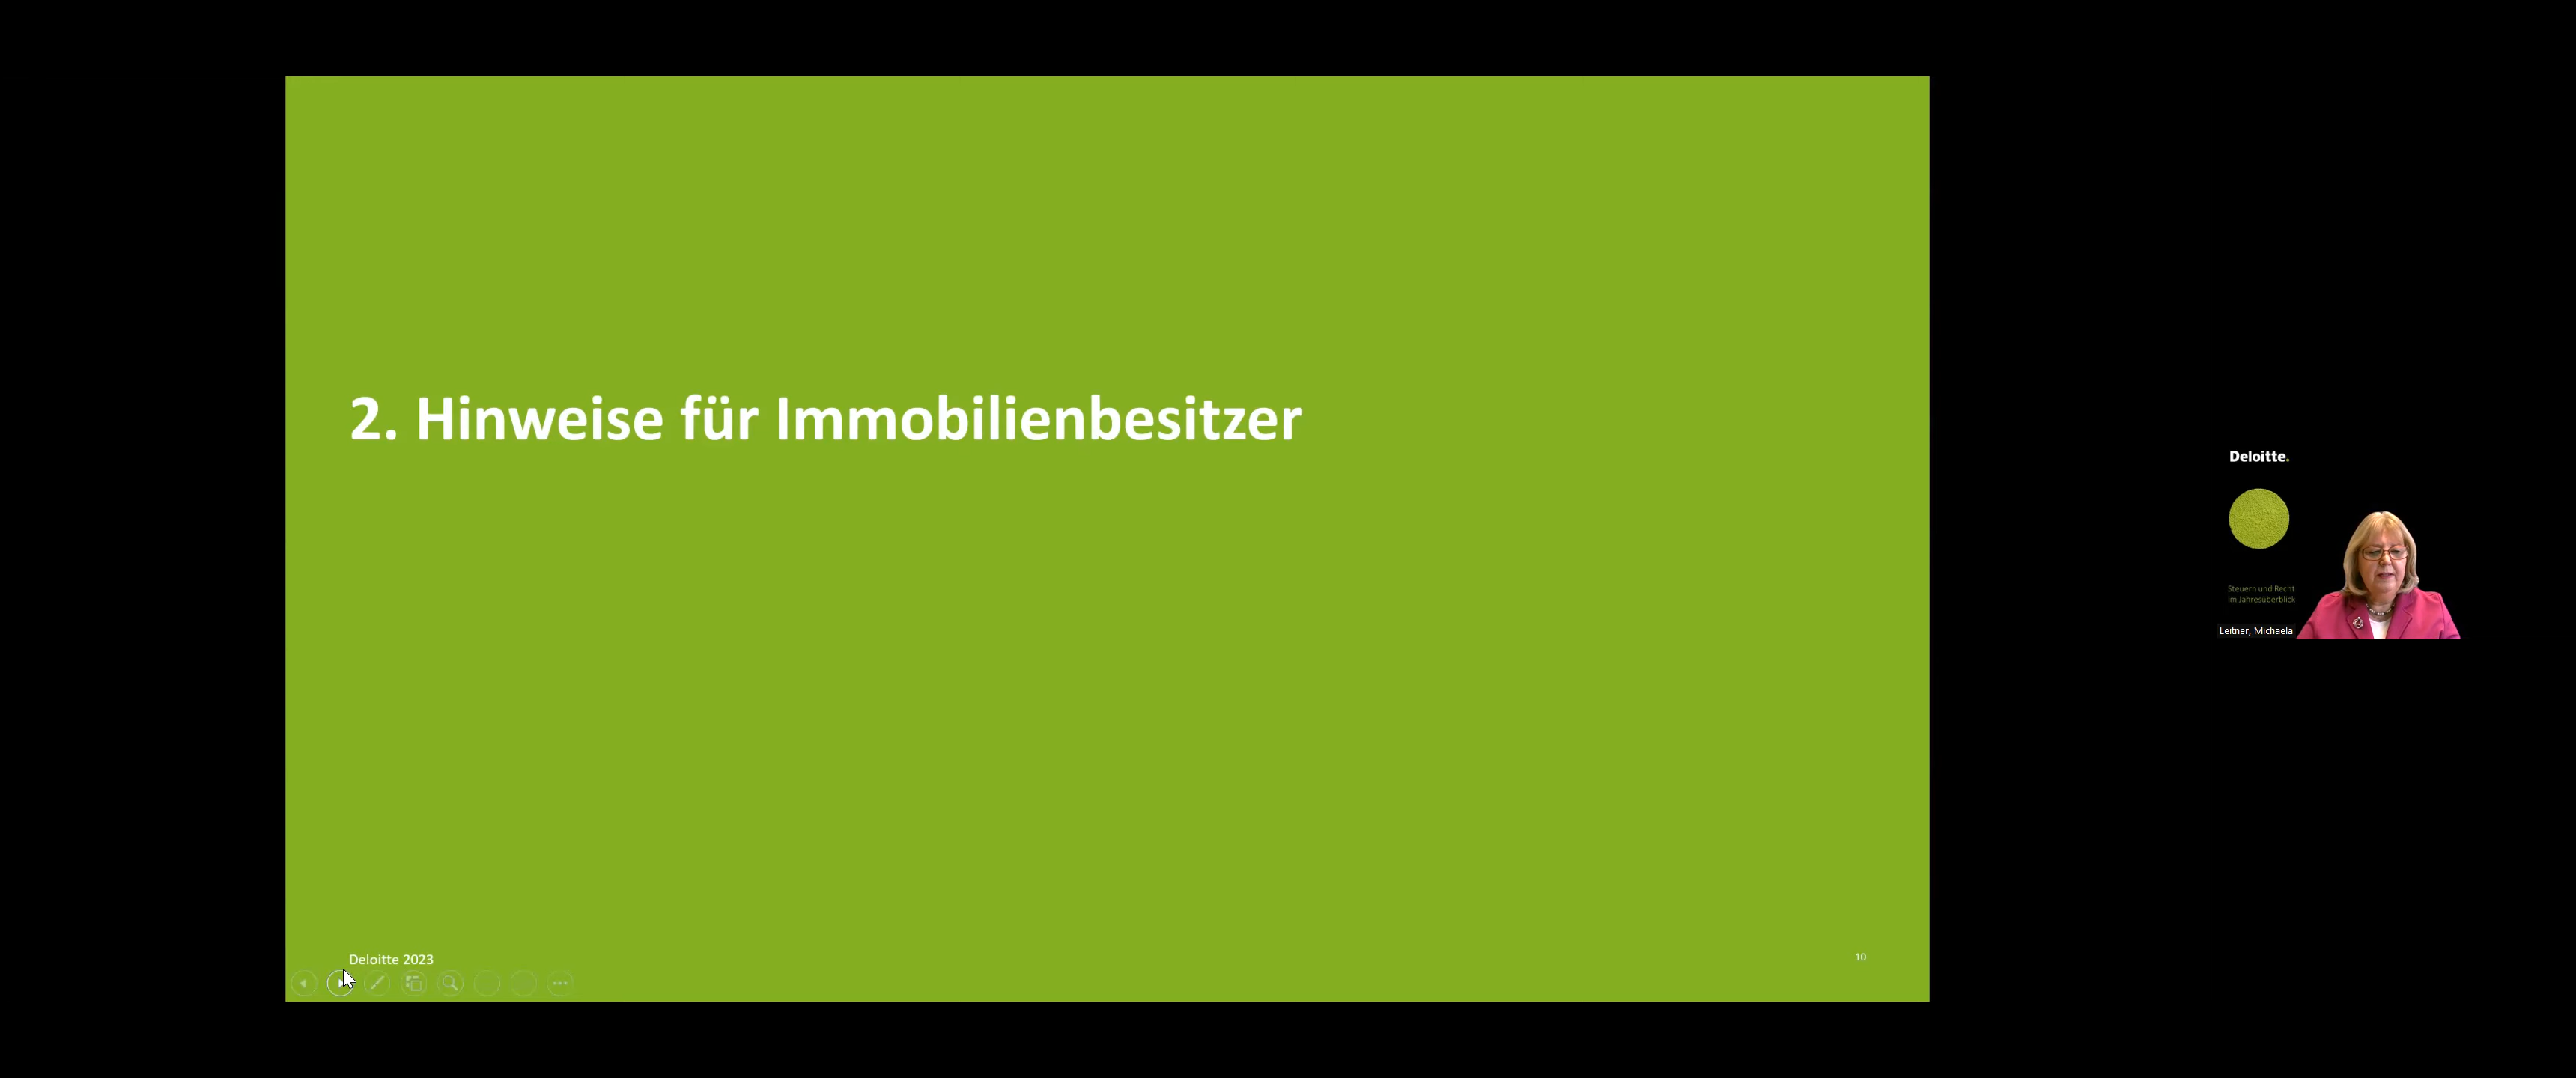 2. Hinweise für Immobilienbesitzer
Deloitte 2023
10
Deloitte.
Steuern und Recht
im Jahresüberblick
Leitner, Michaela